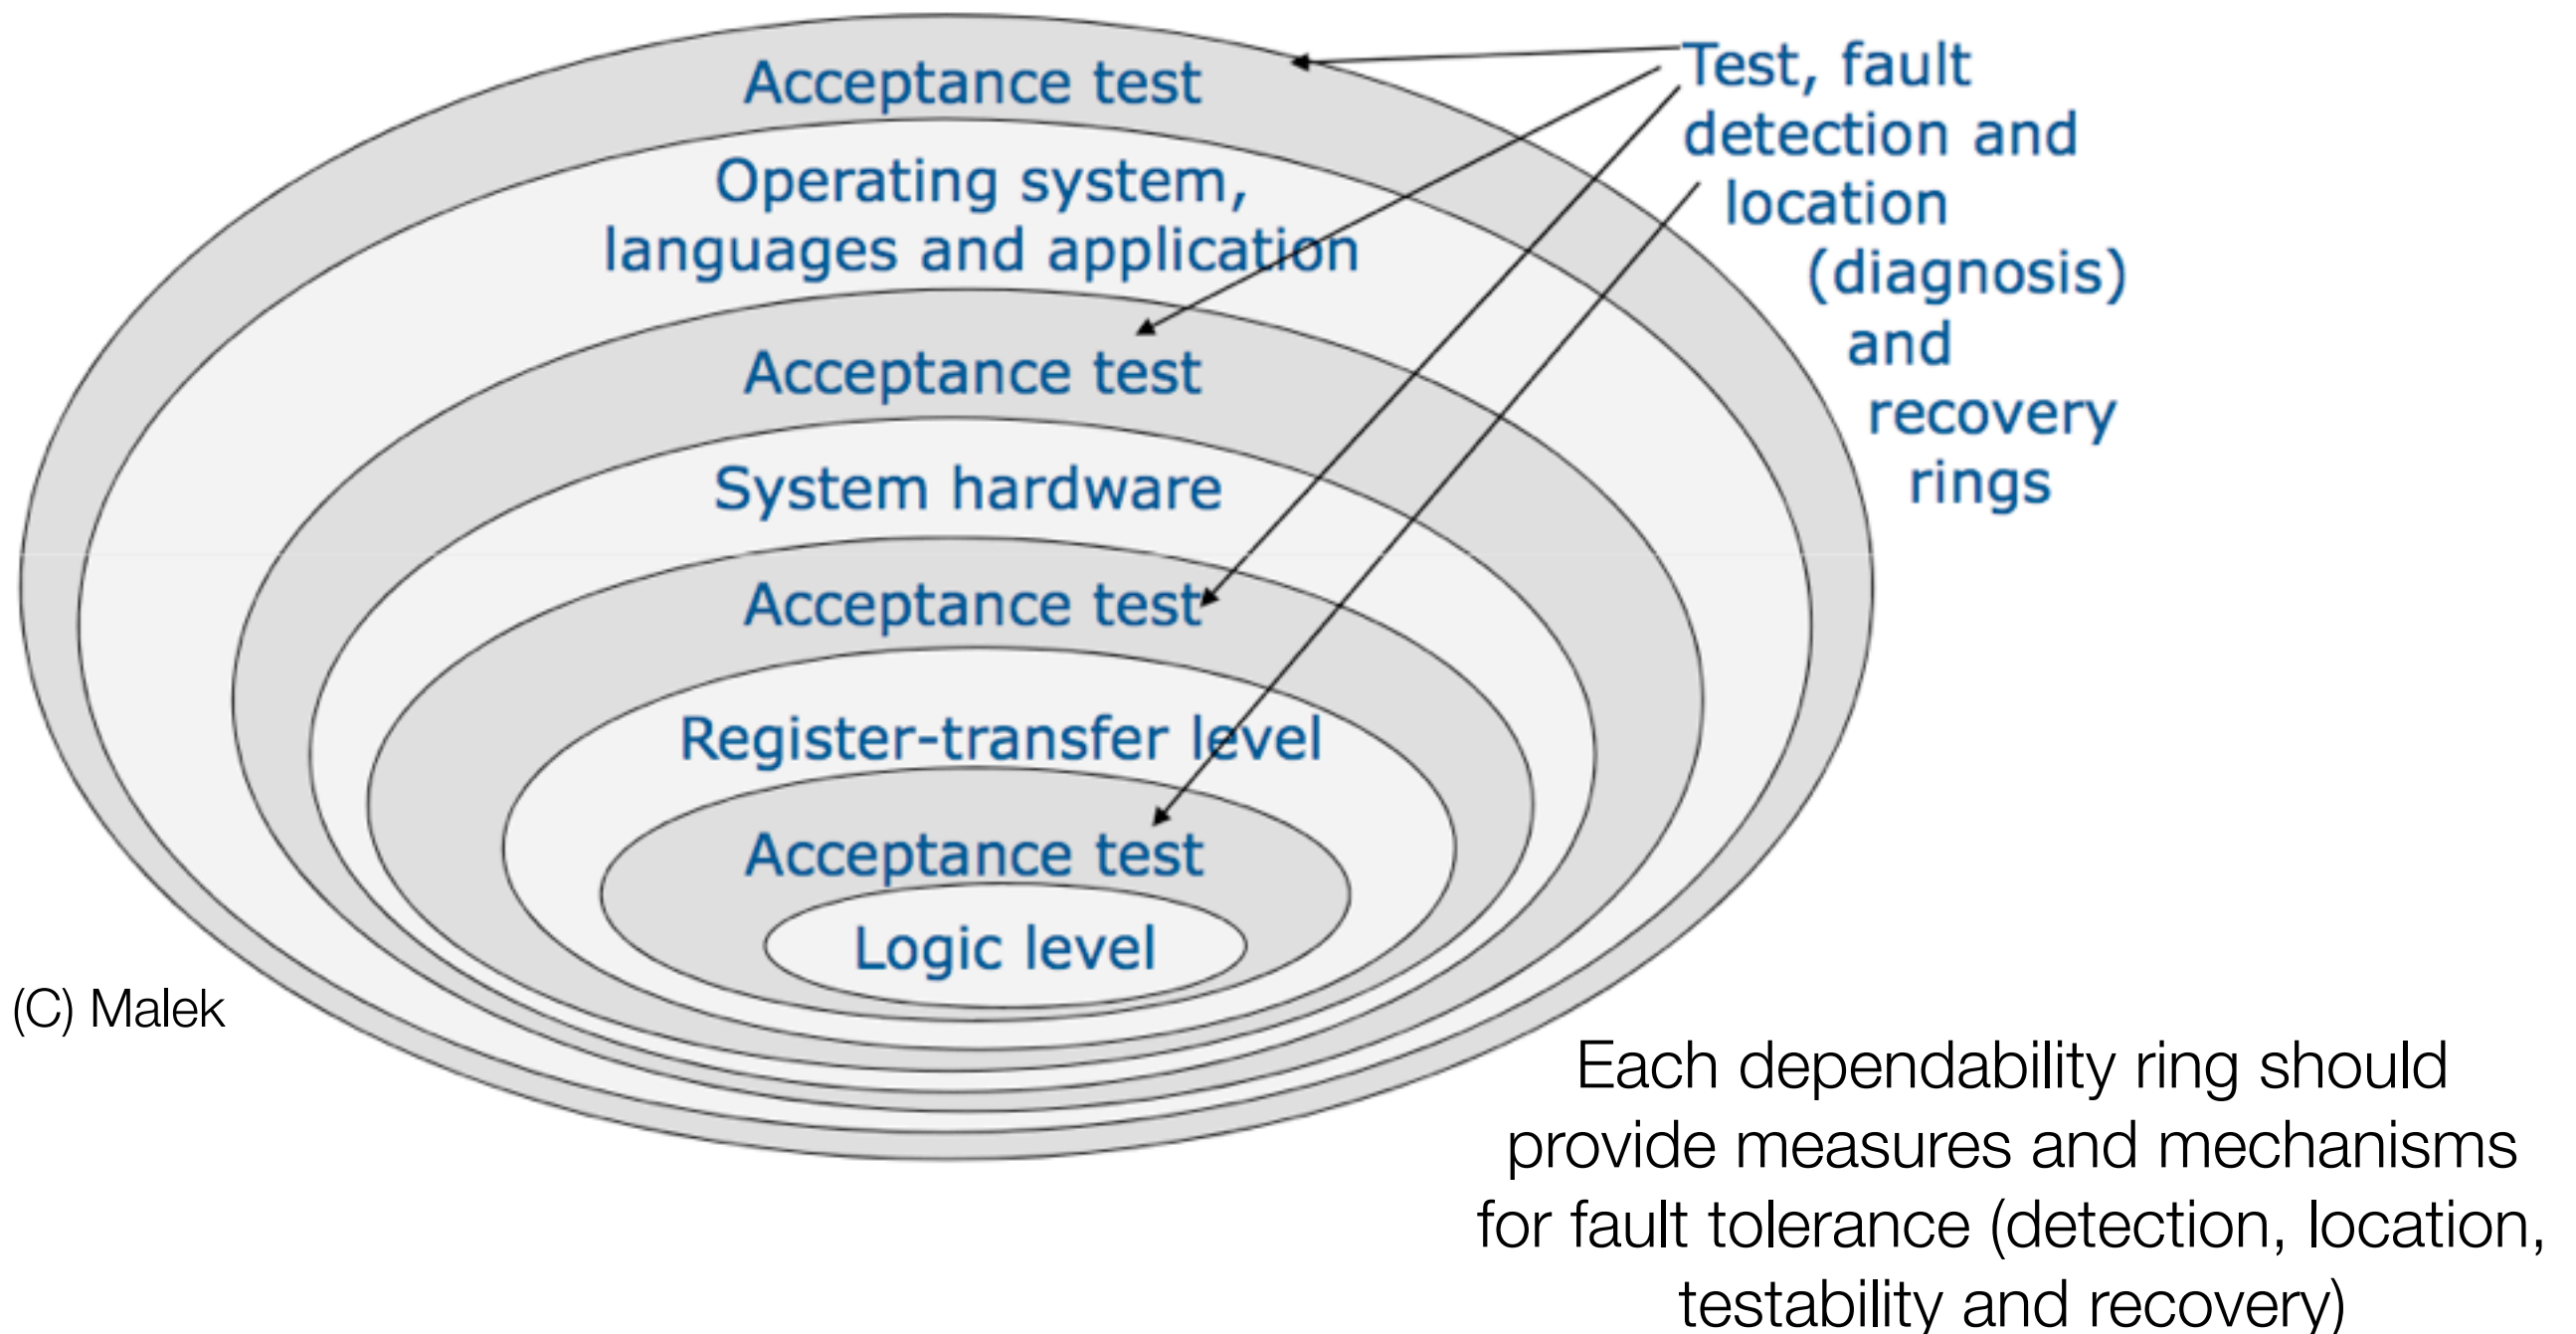 Acceptance test
Operating system,
languages and application
Acceptance test
System hardware
Acceptance test
Register-transfer level
Acceptance test
Logic level
Test, fault
detection and
location
(diagnosis)
and
recovery
rings
(C) Malek
Each dependability ring should
provide measures and mechanisms
for fault tolerance (detection, location,
testability and recovery)